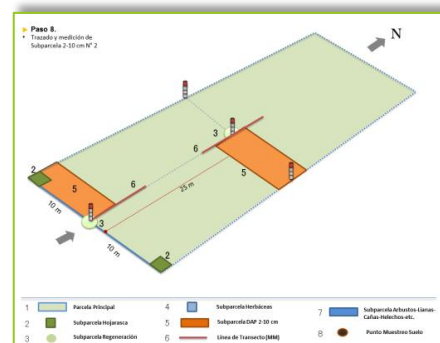 Paso 8.
• Trazado y medición de
Subparcela 2-10 cm N° 2
N
3
6
2
5
6
25 m
5
10 m
3
10 m
2
1 Parcela Principal
2 Subparcela Hojarasca
3 Subparcela Regeneración
4 Subparcela Herbáceos
5 Subparcela DAP 2-10 cm
6 Línea de Transecto (MM)
7 Subparcela Arbustos-Lianas-
Cañas-Helechos-etc.
8 Punto Muestreo Suelo